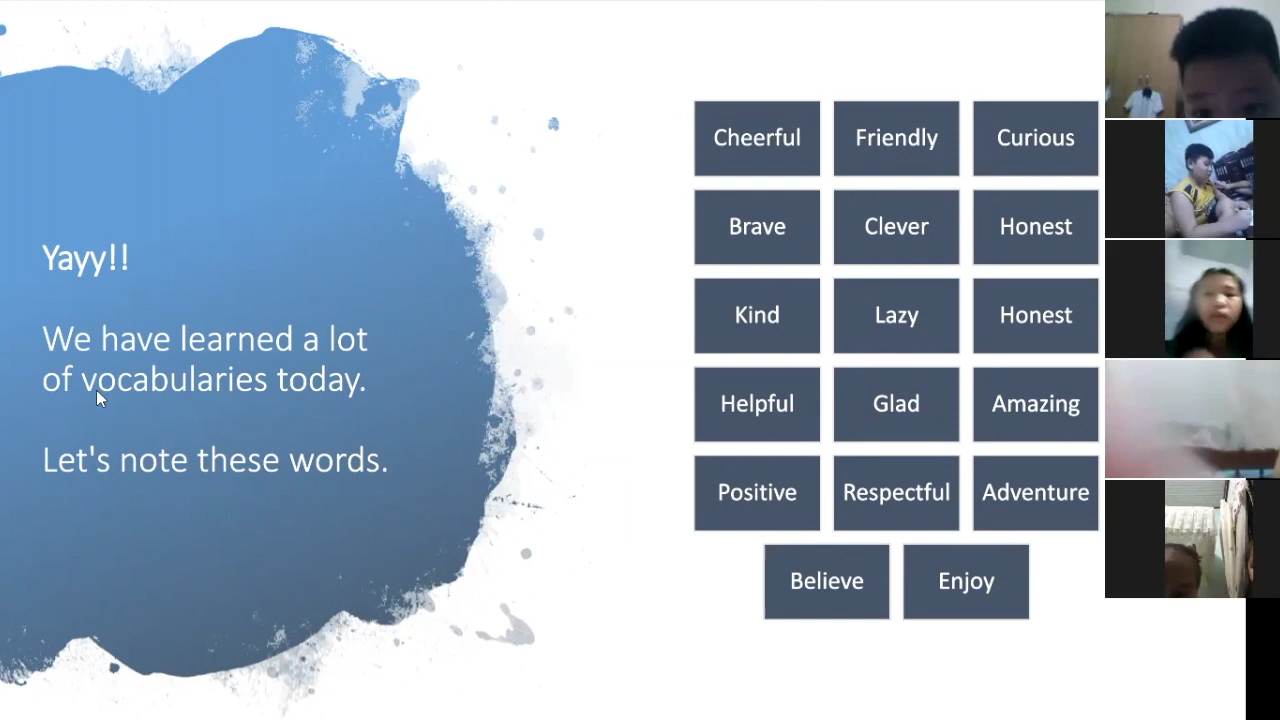 Yayy!!
We have learned a lot
of vocabularies today.
Let's note these words.
Cheerful
Friendly
Curious
Brave
Clever
Honest
Kind
Lazy
Honest
Helpful
Glad
Amazing
Positive
Respectful
Adventure
Believe
Enjoy